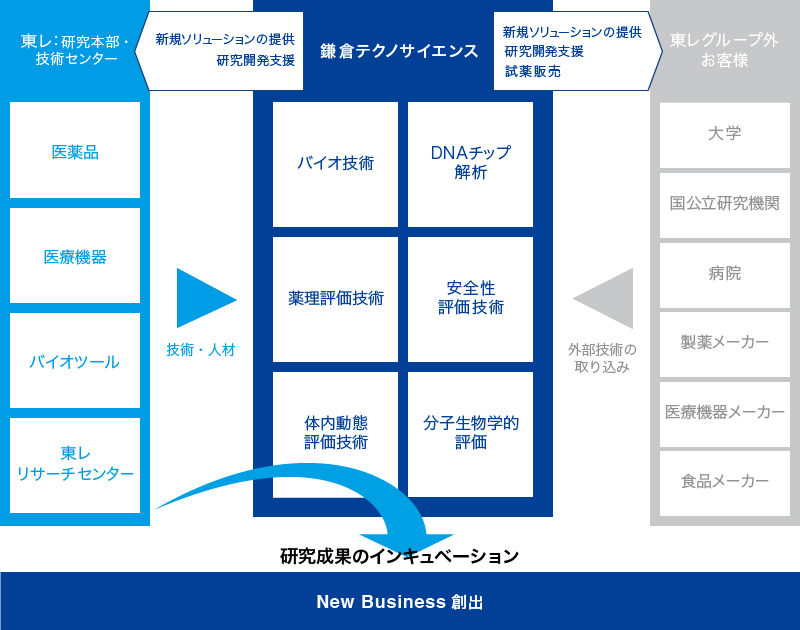 東レ：研究本部・
技術センター
新規ソリューションの提供
研究開発支援
鎌倉テクノサイエンス
新規ソリューションの提供
研究開発支援
試薬販売
東レグループ外
お客様
医薬品
医療機器
バイオツール
東レ
リサーチセンター
技術・人材
バイオ技術
DNAチップ
解析
薬理評価技術
安全性
評価技術
体内動態
評価技術
分子生物学的
評価
外部技術の
取り込み
大学
国公立研究機関
病院
製薬メーカー
医療機器メーカー
食品メーカー
研究成果のインキュベーション
New Business 創出